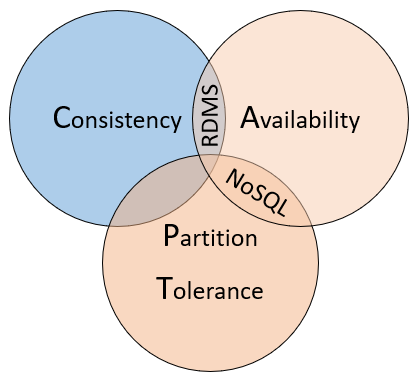 Consistency
RDMS
Availability
NoSQL
Partition
Tolerance